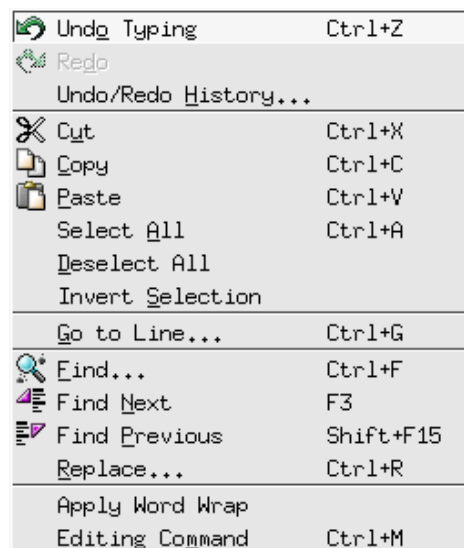 Undo Typing Ctrl+Z
Redo
Undo/Redo History...
Cut Ctrl+X
Copy Ctrl+C
Paste Ctrl+V
Select All Ctrl+A
Deselect All
Invert Selection
Go to Line... Ctrl+G
Find... Ctrl+F
Find Next F3
Find Previous Shift+F15
Replace... Ctrl+R
Apply Word Wrap
Editing Command Ctrl+M